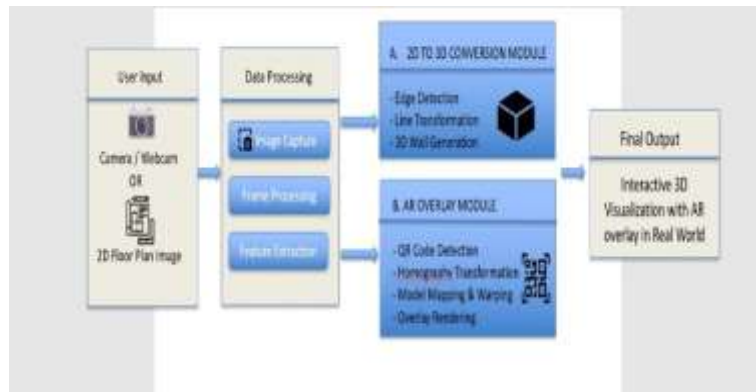 User Input
Camera / Webcam
OR
2D Floor Plan image
Data Processing
Image Capture
Frame Processing
Feature Extraction
A. 2D TO 3D CONVERSION MODULE
- Edge Detection
- Line Transformation
- 3D Wall Generation
B. AR OVERLAY MODULE
- QR Code Detection
- Homography Transformation
- Model Mapping & Warping
- Overlay Rendering
Final Output
Interactive 3D
Visualization with AR
overlay in Real World